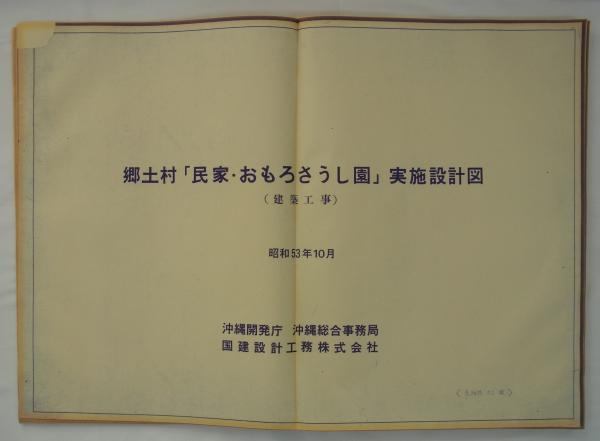 郷土村「民家・おもろさうし園」実施設計図
（建築工事）
昭和53年10月
沖縄開発庁 沖縄総合事務局
国建設計工務株式会社